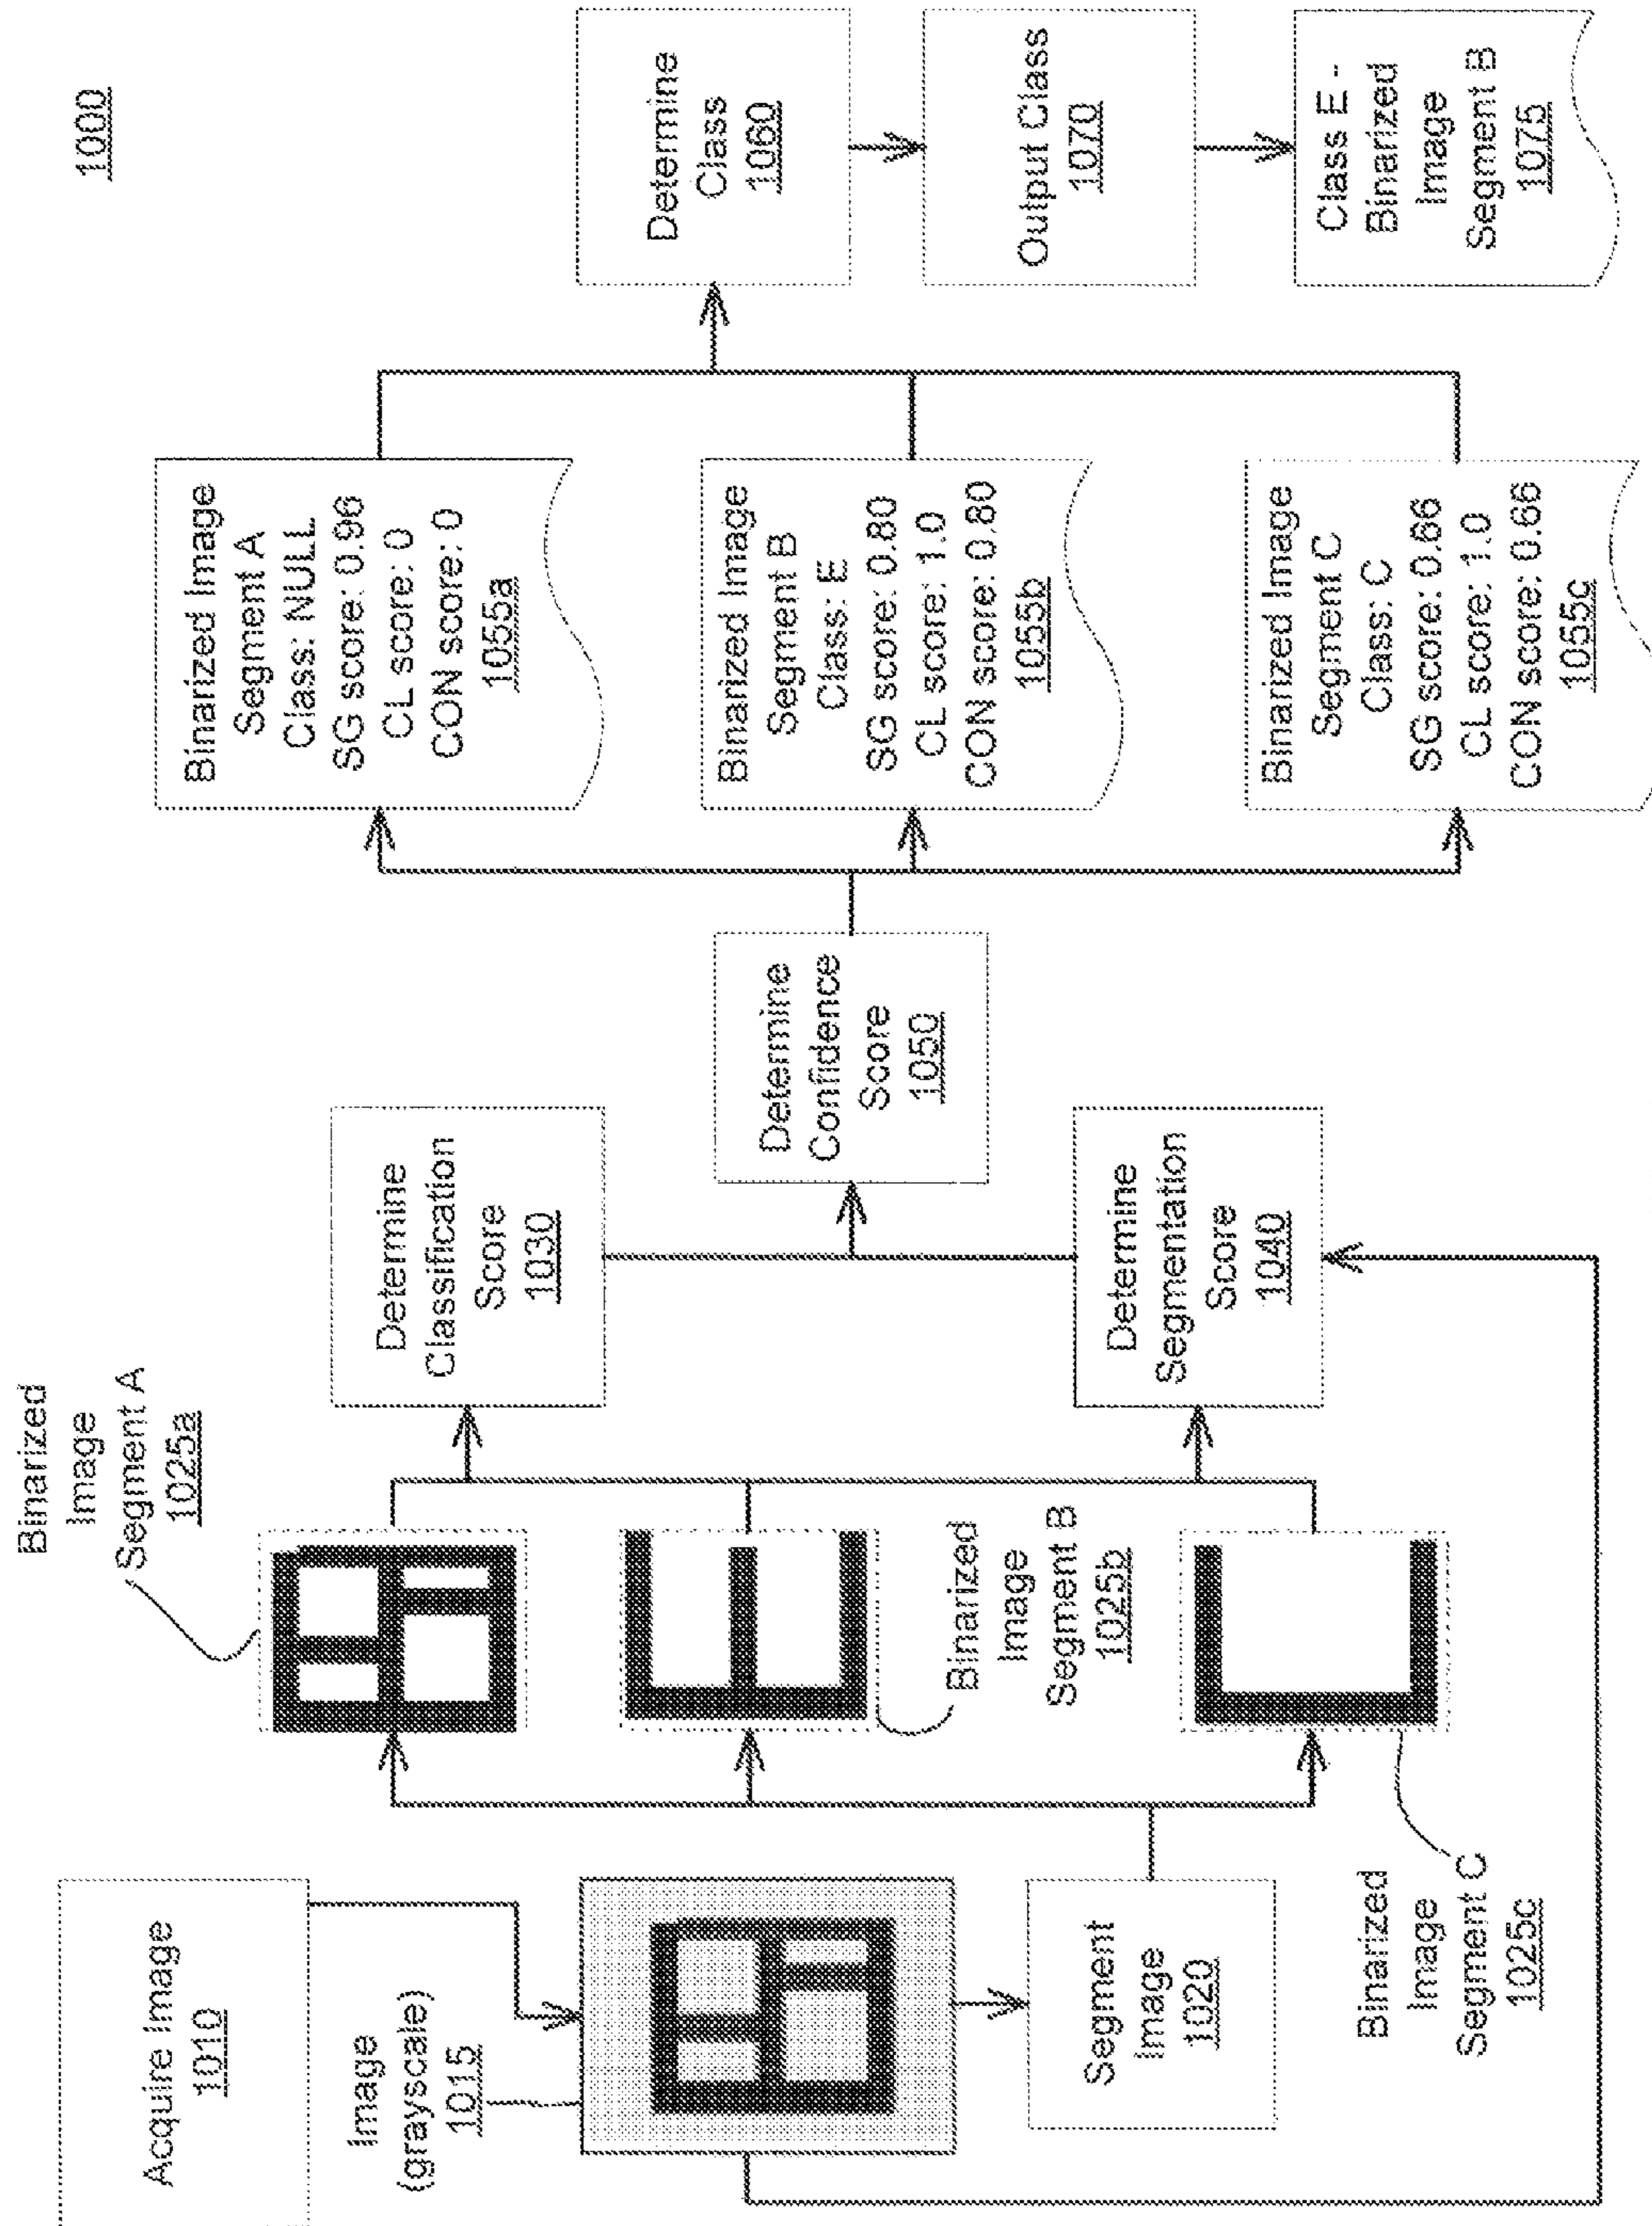 1000
Acquire Image
1010
Image
(grayscale)
1015
Segment
Image
1020
Binarized
Image
Segment A
1025a
Binarized
Image
Segment B
1025b
Binarized
Image
Segment C
1025c
Determine
Classification
Score
1030
Determine
Segmentation
Score
1040
Determine
Confidence
Score
1050
Binarized Image
Segment A
Class: NULL
SG score: 0.96
CL score: 0
CON score: 0
1055a
Binarized Image
Segment B
Class: E
SG score: 0.80
CL score: 1.0
CON score: 0.80
1055b
Binarized Image
Segment C
Class: C
SG score: 0.66
CL score: 1.0
CON score: 0.66
1055c
Determine
Class
1060
Output Class
1070
Class E -
Binarized
Image
Segment B
1075